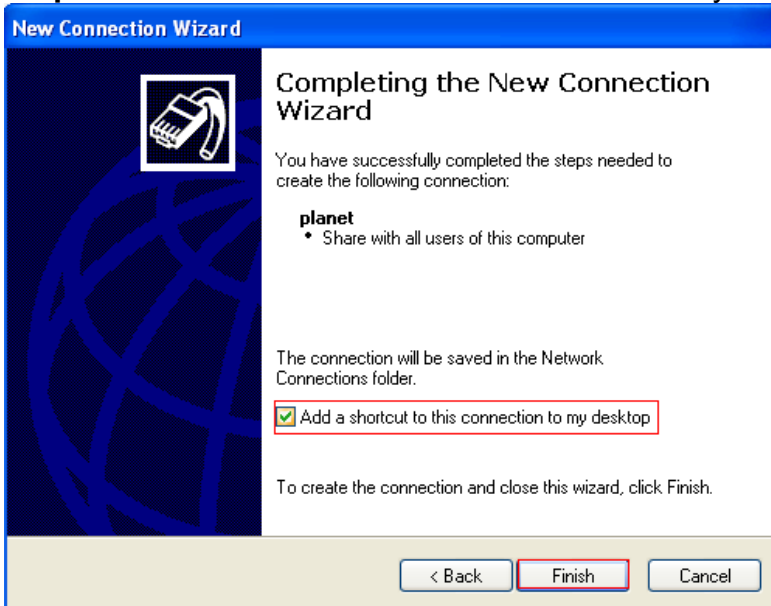 New Connection Wizard
Completing the New Connection
Wizard
You have successfully completed the steps needed to
create the following connection:
planet
• Share with all users of this computer
The connection will be saved in the Network
Connections folder.
Add a shortcut to this connection to my desktop
To create the connection and close this wizard, click Finish.
< Back Finish Cancel